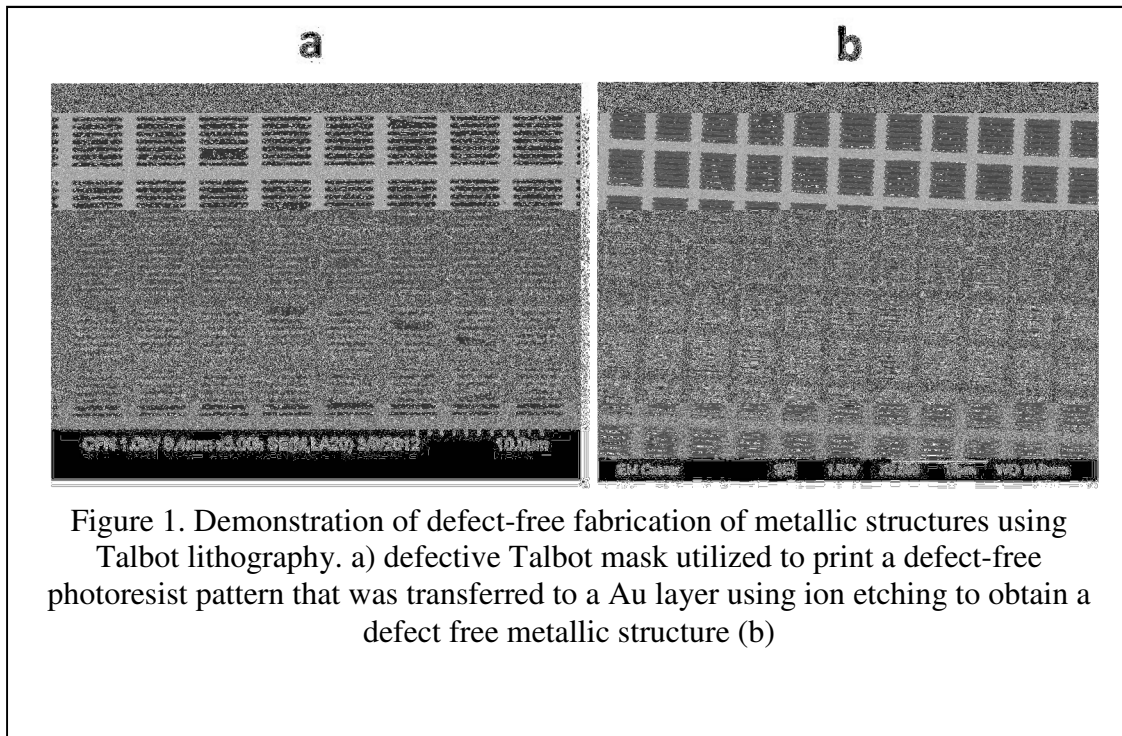 a
b
10.0um
Figure 1. Demonstration of defect-free fabrication of metallic structures using
Talbot lithography. a) defective Talbot mask utilized to print a defect-free
photoresist pattern that was transferred to a Au layer using ion etching to obtain a
defect free metallic structure (b)